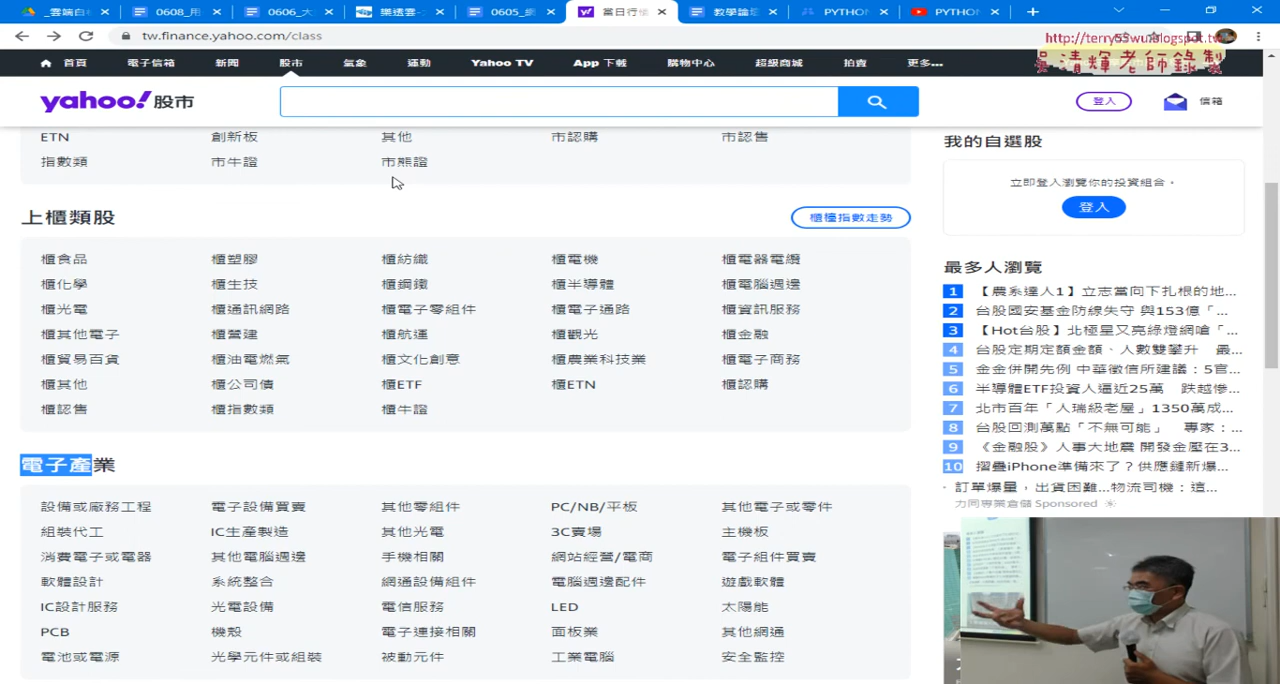 _雲端白板
0608_用
0606_大
樂透雲-大
0605_網
當日行情
教學論壇
PYTHON
PYTHON
tw.finance.yahoo.com/class
http://terry55wu.blogspot.tw
吳清輝老師錄製
首頁 電子信箱 新聞 股市 氣象 運動 Yahoo TV App 下載 購物中心 超級商城 拍賣 更多...
yahoo!股市
登入 信箱
ETN 創新板 其他 市認購 市認售
指數類 市牛證 市熊證
上櫃類股
櫃檯指數走勢
櫃食品 櫃塑膠 櫃紡織 櫃電機 櫃電器電纜
櫃化學 櫃生技 櫃鋼鐵 櫃半導體 櫃電腦週邊
櫃光電 櫃通訊網路 櫃電子零組件 櫃電子通路 櫃資訊服務
櫃其他電子 櫃營建 櫃航運 櫃觀光 櫃金融
櫃貿易百貨 櫃油電燃氣 櫃文化創意 櫃農業科技業 櫃電子商務
櫃其他 櫃公司債 櫃ETF 櫃ETN 櫃認購
櫃認售 櫃指數類 櫃牛證
電子產業
設備或廠務工程 電子設備買賣 其他零組件 PC/NB/平板 其他電子或零件
組裝代工 IC生產製造 其他光電 3C賣場 主機板
消費電子或電器 其他電腦週邊 手機相關 網站經營/電商 電子組件買賣
軟體設計 系統整合 網通設備組件 電腦週邊配件 遊戲軟體
IC設計服務 光電設備 電信服務 LED 太陽能
PCB 機殼 電子連接相關 面板業 其他網通
電池或電源 光學元件或組裝 被動元件 工業電腦 安全監控
我的自選股
立即登入瀏覽你的投資組合。
登入
最多人瀏覽
1 【農系達人1】立志當向下扎根的地...
2 台股國安基金防線失守 與153億「...
3 【Hot台股】北極星又亮綠燈網嗆「...
4 台股定期定額金額、人數雙攀升 最...
5 金金併開先例 中華徵信所建議：5官...
6 半導體ETF投資人逼近25萬 跌越慘...
7 北市百年「人瑞級老屋」1350萬成...
8 台股回測萬點「不無可能」 專家：...
9 《金融股》人事大地震 開發金壓在3...
10 摺疊iPhone準備來了？供應鏈新爆...
訂單爆量，出貨困難...物流司機：這...
力同專業倉儲 Sponsored